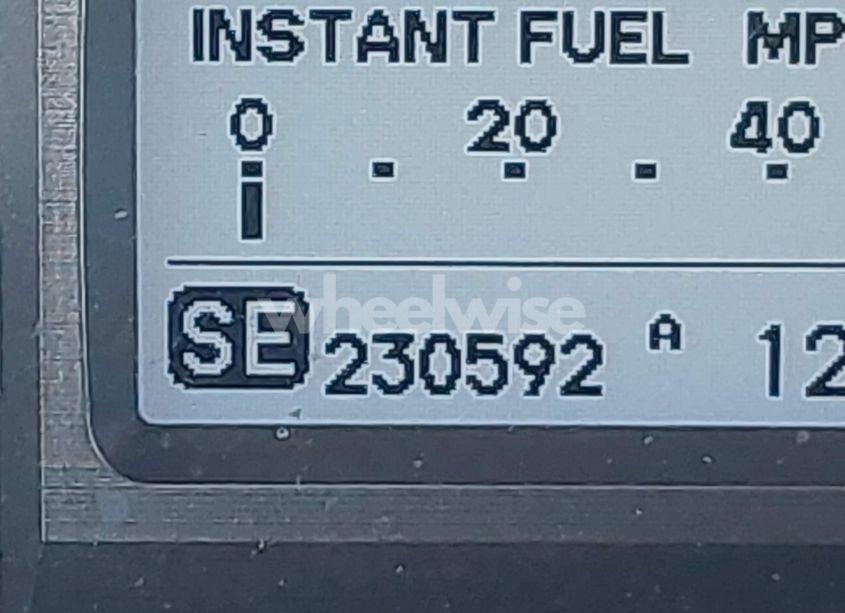 INSTANT FUEL MP
0 20 40
wheelwise
SE 230592 A 12